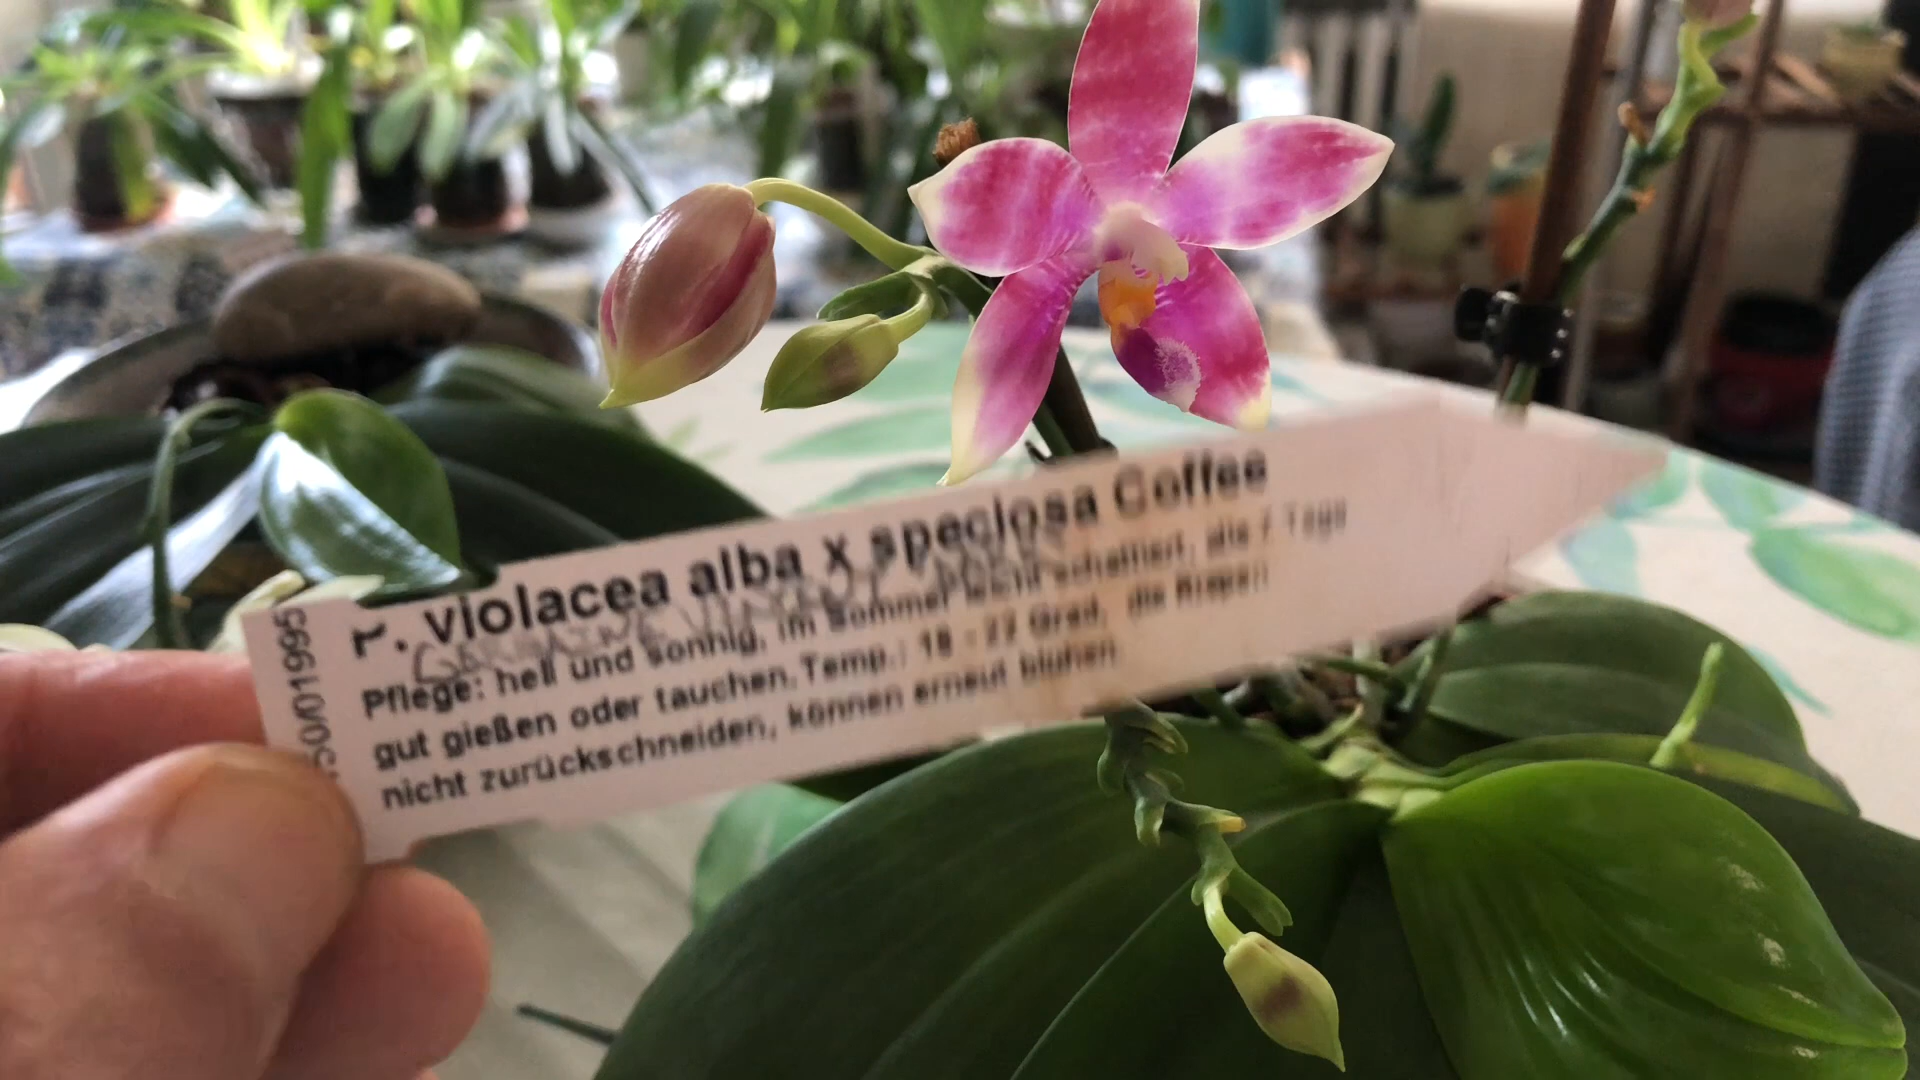 r. violacea alba x speciosa Coffee
Pflege: hell und sonnig, im Sommer leicht schattiert, alle 7 Tage
gut gießen oder tauchen. Temp.: 18 - 22 Grad, die Rispen
nicht zurückschneiden, können erneut blühen